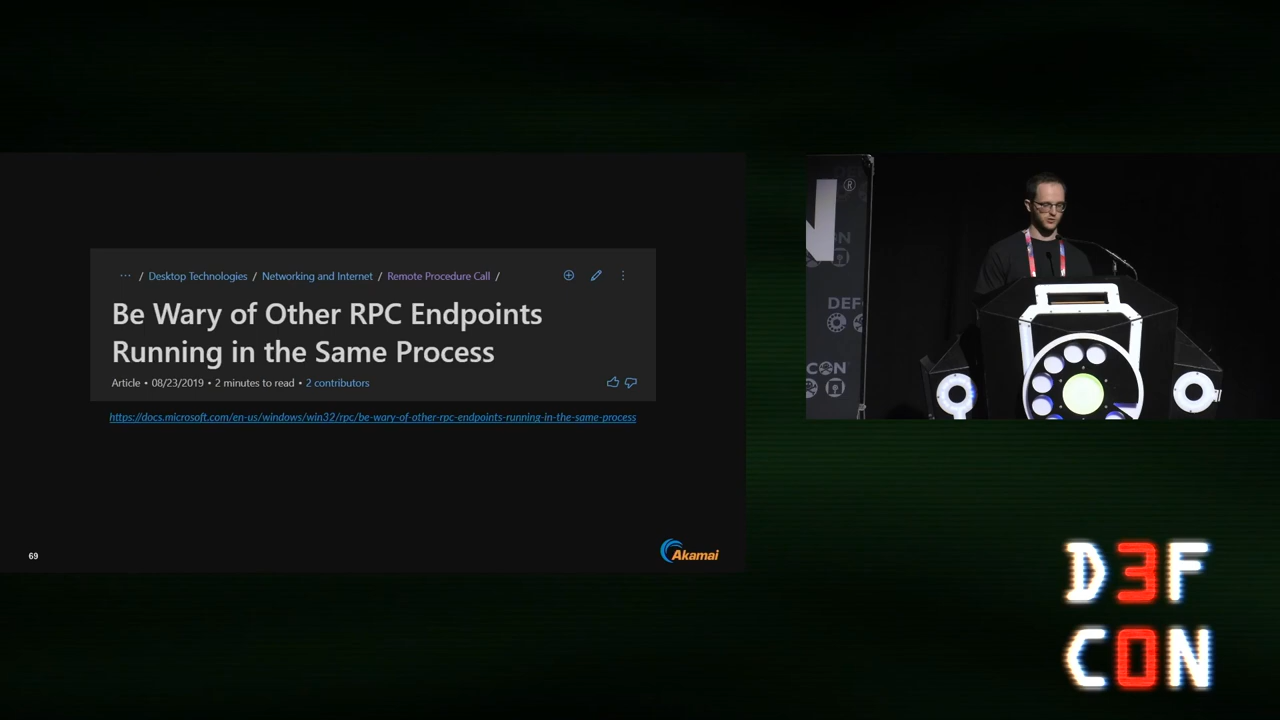 ··· / Desktop Technologies / Networking and Internet / Remote Procedure Call /
Be Wary of Other RPC Endpoints
Running in the Same Process
Article • 08/23/2019 • 2 minutes to read • 2 contributors
https://docs.microsoft.com/en-us/windows/win32/rpc/be-wary-of-other-rpc-endpoints-running-in-the-same-process
69
Akamai
N ®
DEF
CON
D3F
C0N